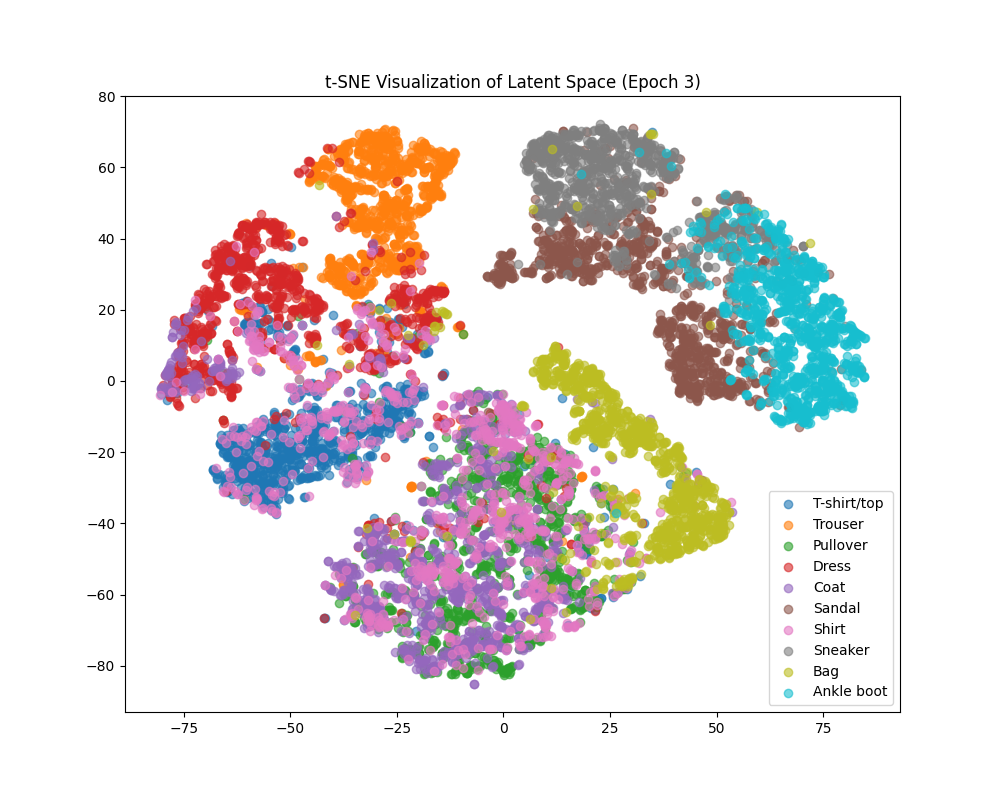 t-SNE Visualization of Latent Space (Epoch 3)
80
60
40
20
0
−20
−40
−60
−80
−75
−50
−25
0
25
50
75
T-shirt/top
Trouser
Pullover
Dress
Coat
Sandal
Shirt
Sneaker
Bag
Ankle boot